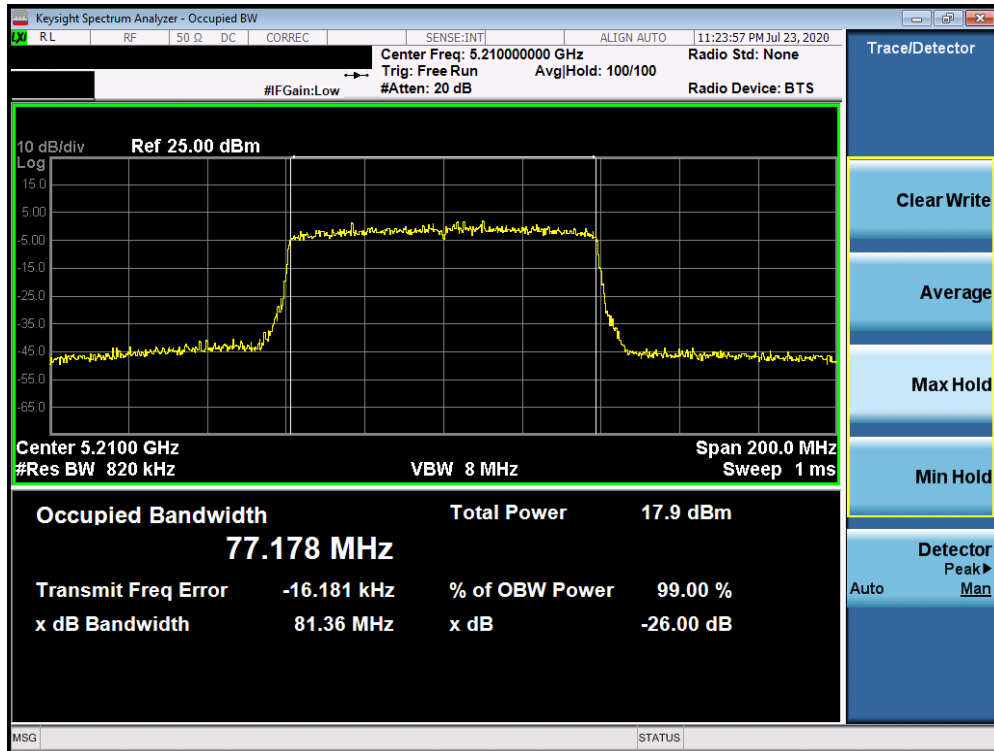 Keysight Spectrum Analyzer - Occupied BW
LXI RL RF 50 Ω DC CORREC SENSE:INT ALIGN AUTO 11:23:57 PM Jul 23, 2020
Center Freq: 5.210000000 GHz Radio Std: None
Trig: Free Run Avg|Hold: 100/100
#IFGain:Low #Atten: 20 dB Radio Device: BTS
Trace/Detector
10 dB/div Ref 25.00 dBm
Log
15.0
5.00
-5.00
-15.0
-25.0
-35.0
-45.0
-55.0
-65.0
Center 5.2100 GHz Span 200.0 MHz
#Res BW 820 kHz VBW 8 MHz Sweep 1 ms
Occupied Bandwidth Total Power 17.9 dBm
77.178 MHz
Transmit Freq Error -16.181 kHz % of OBW Power 99.00 %
x dB Bandwidth 81.36 MHz x dB -26.00 dB
Clear Write
Average
Max Hold
Min Hold
Detector
Peak▶
Auto Man
MSG STATUS